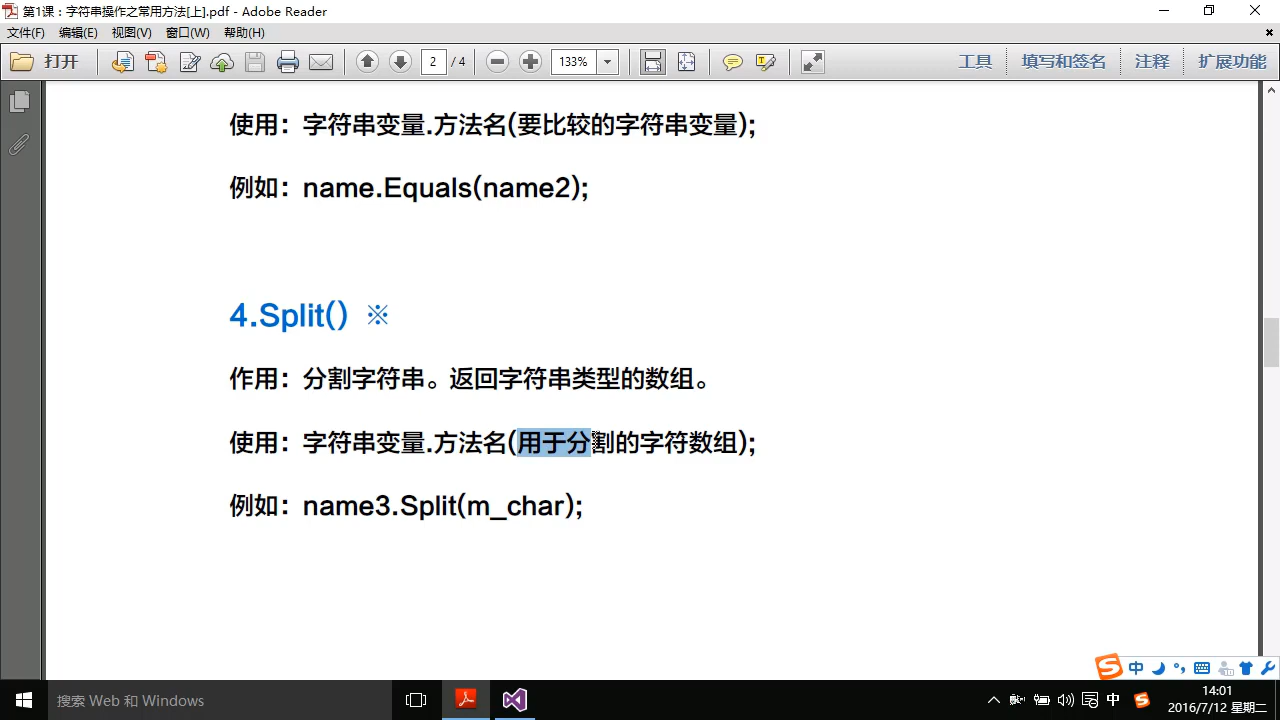 第1课：字符串操作之常用方法[上].pdf - Adobe Reader
文件(F) 编辑(E) 视图(V) 窗口(W) 帮助(H)
打开 2 / 4 133% 工具 填写和签名 注释 扩展功能
使用：字符串变量.方法名(要比较的字符串变量);
例如：name.Equals(name2);
4.Split() ※
作用：分割字符串。返回字符串类型的数组。
使用：字符串变量.方法名(用于分割的字符数组);
例如：name3.Split(m_char);
中
搜索 Web 和 Windows
中
14:01
2016/7/12 星期二